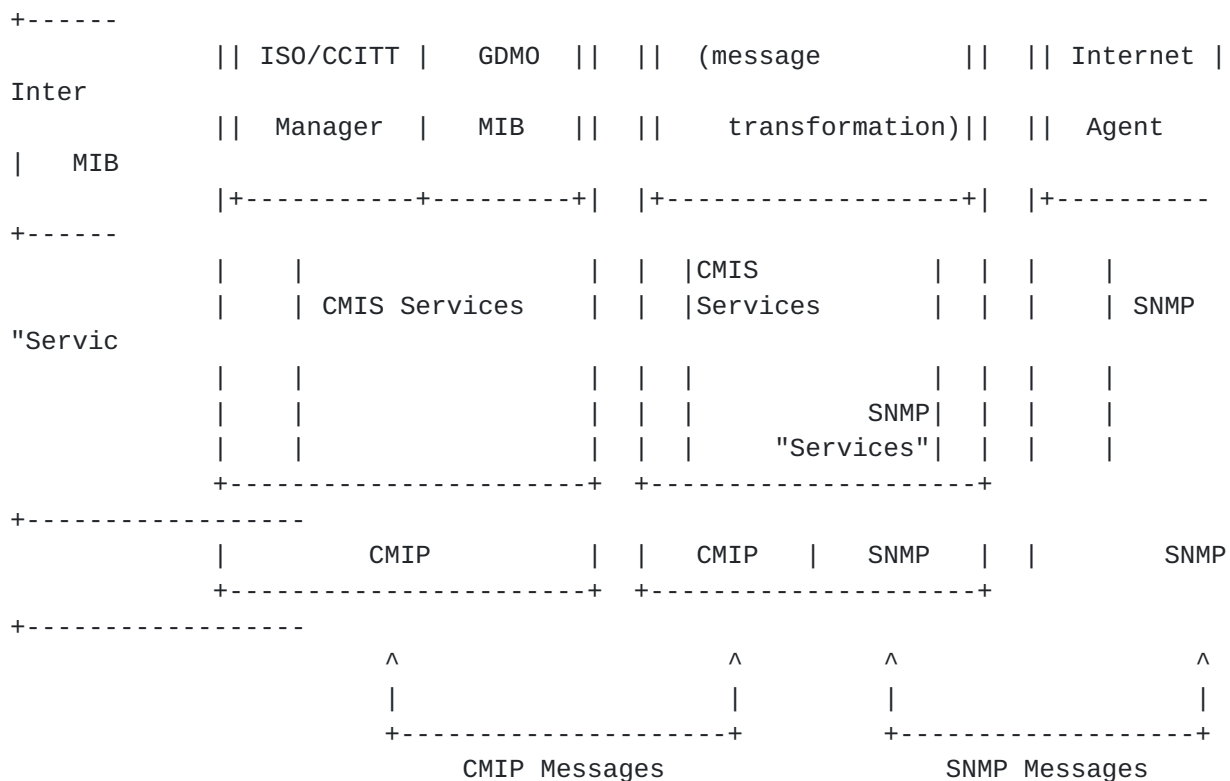 +------
|| ISO/CCITT |   GDMO  || ||  (message         ||  || Internet |
Inter
||  Manager  |   MIB   || ||    transformation)||  ||  Agent
|   MIB
|+-----------+---------+|  |+-------------------+|  |+----------
+------
|    |                  |  |  |CMIS           |  |  |    |
|    | CMIS Services    |  |  |Services       |  |  |    | SNMP
"Servic
|    |                  |  |  |               |  |  |    |
|    |                  |  |  |           SNMP|  |  |    |
|    |                  |  |  |     "Services"|  |  |    |
+-----------------------+  +---------------------+
+------------------
|         CMIP          |  |   CMIP   |   SNMP   |  |        SNMP
+-----------------------+  +---------------------+
+------------------
^                     ^         ^                   ^
|                     |         |                   |
+---------------------+         +-------------------+
CMIP Messages                  SNMP Messages